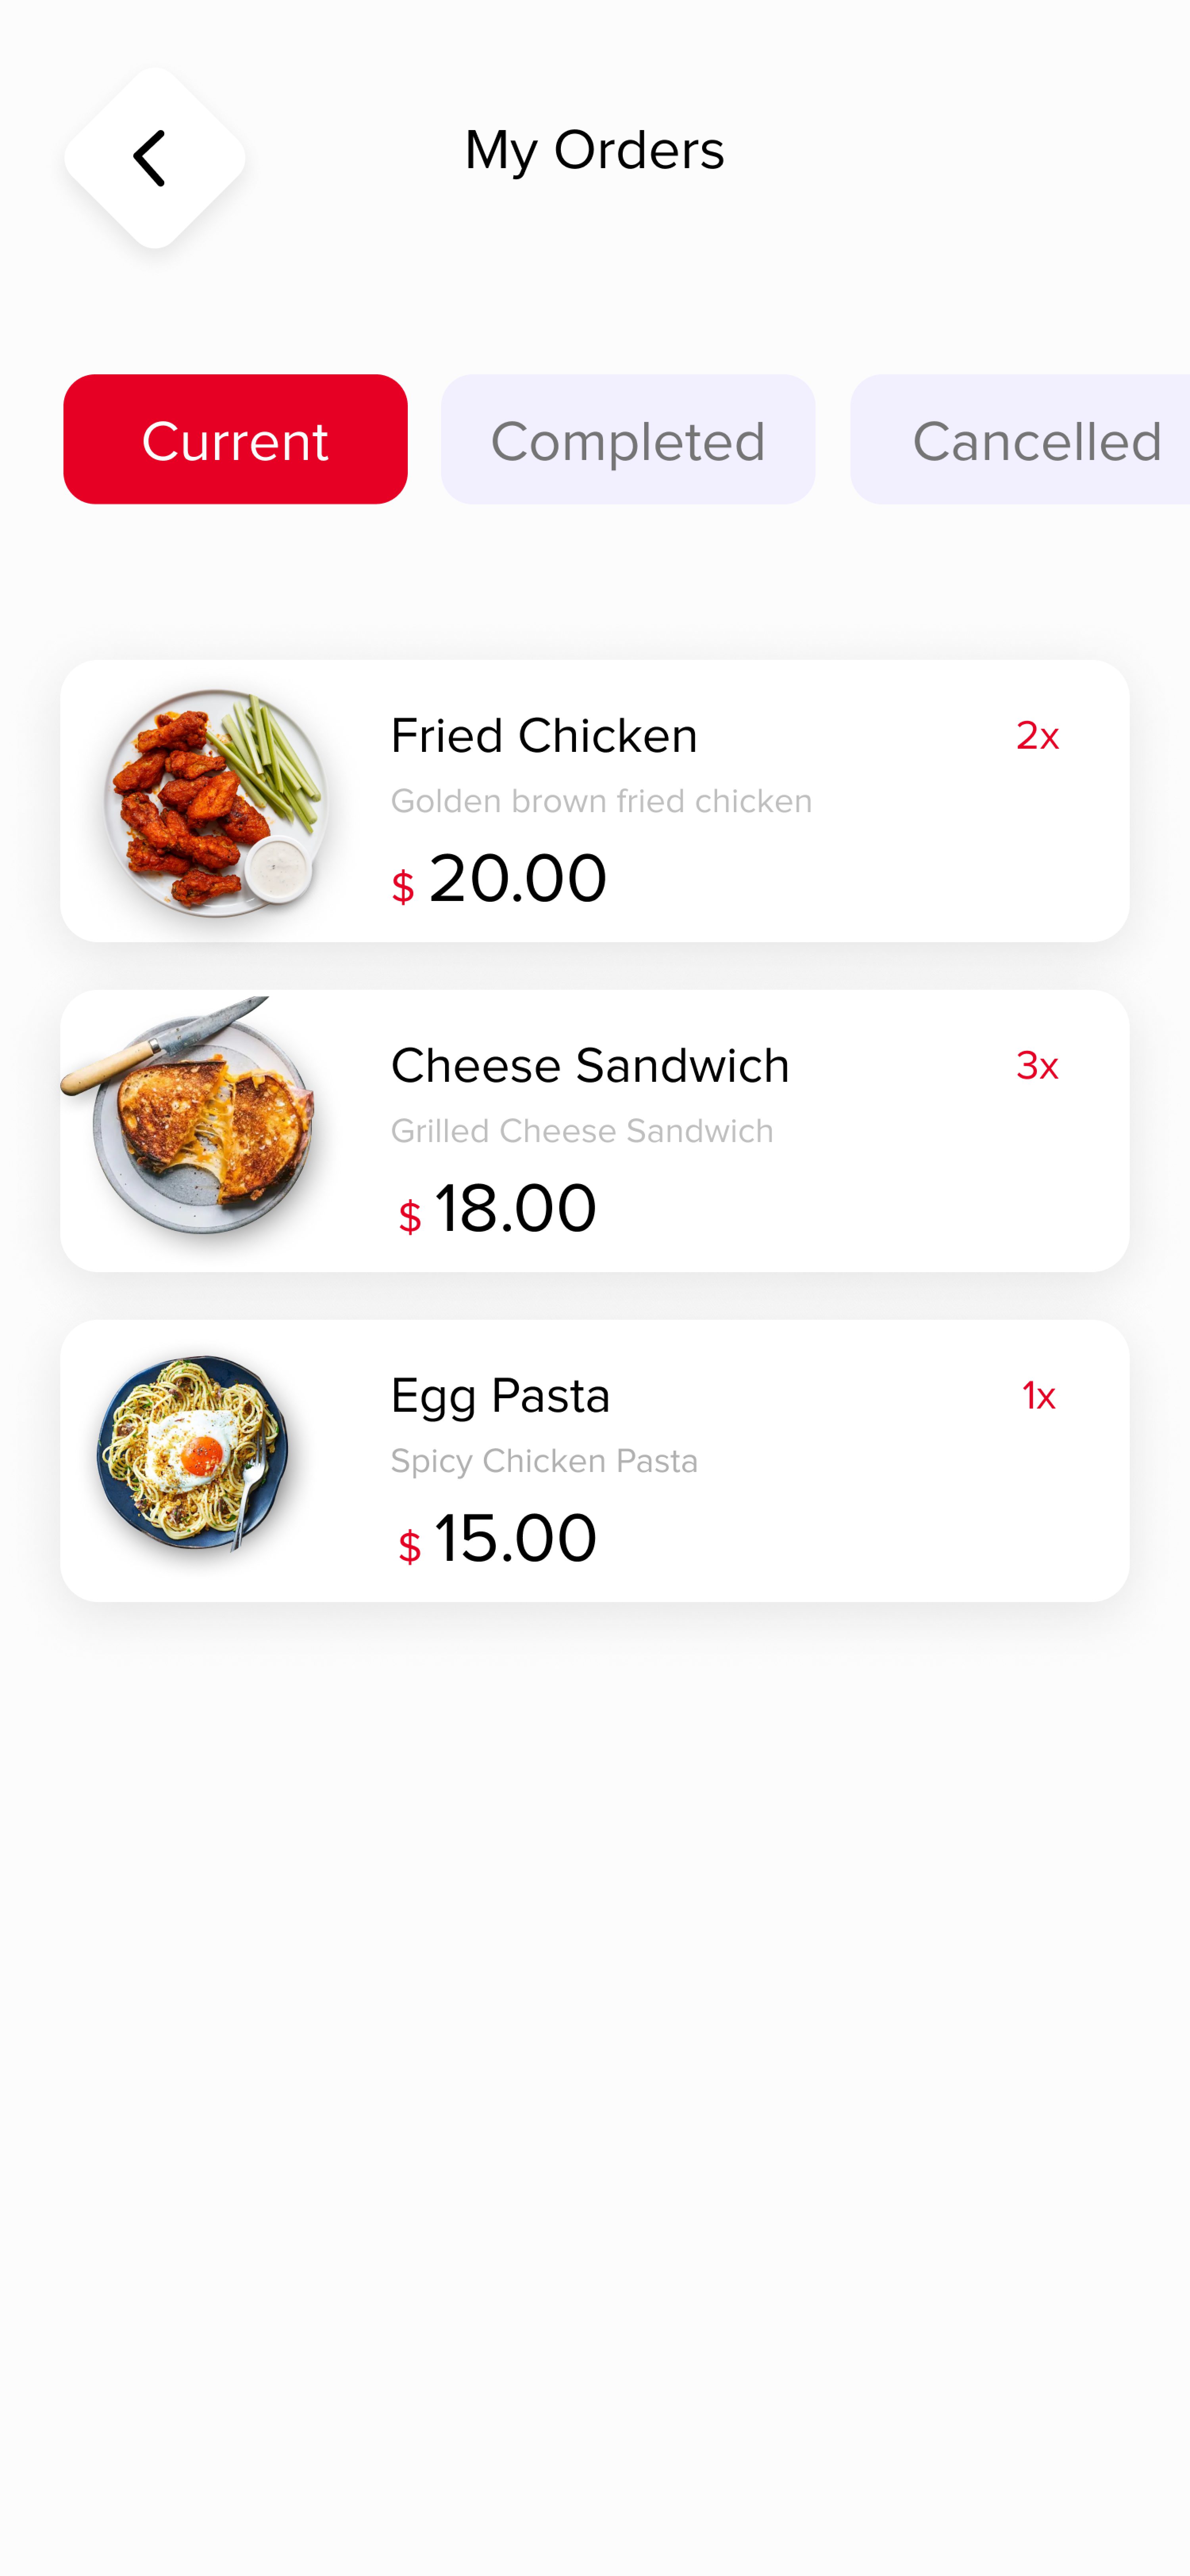 My Orders
Current Completed Cancelled
Fried Chicken 2x
Golden brown fried chicken
$ 20.00
Cheese Sandwich 3x
Grilled Cheese Sandwich
$ 18.00
Egg Pasta 1x
Spicy Chicken Pasta
$ 15.00